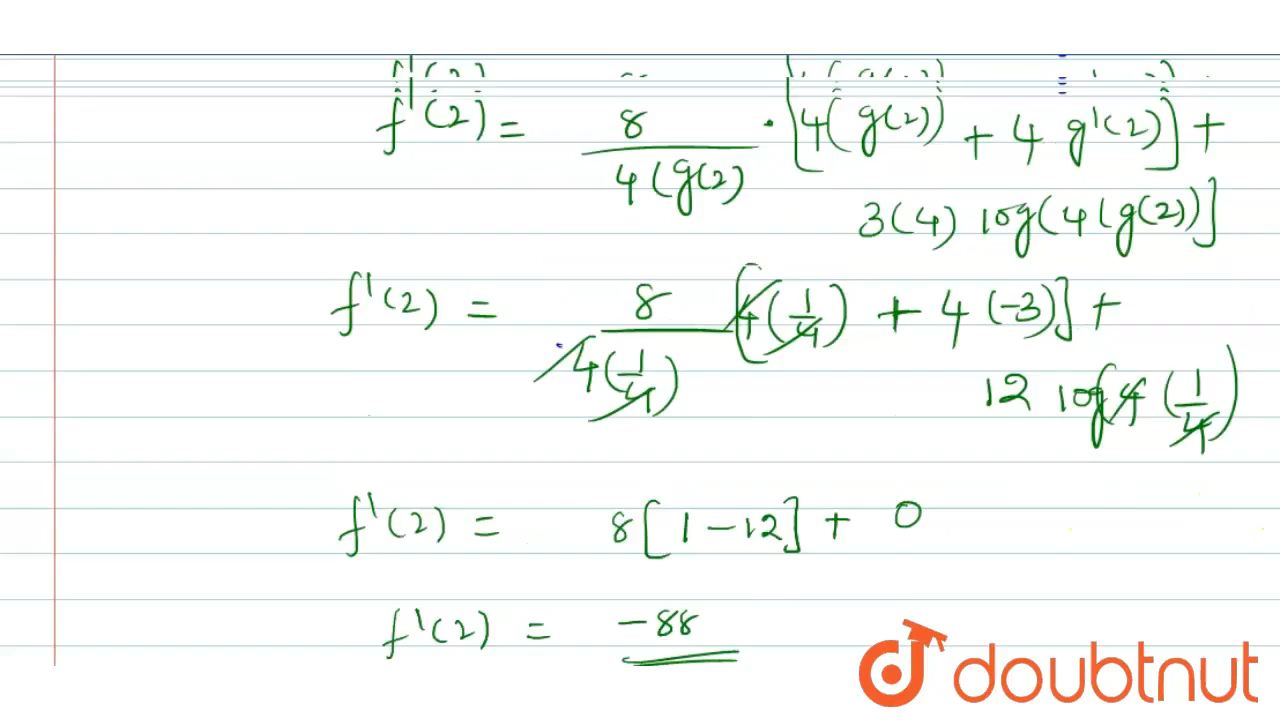 f'(2) = 8 / 4(g(2) · [4(g(2)) + 4 g'(2)] +
3(4) log(4(g(2))]
f'(2) = 8 / 4(1/4) [4(1/4) + 4 (-3)] +
12 log(4 (1/4))
f'(2) = 8[1-12] + 0
f'(2) = -88
doubtnut